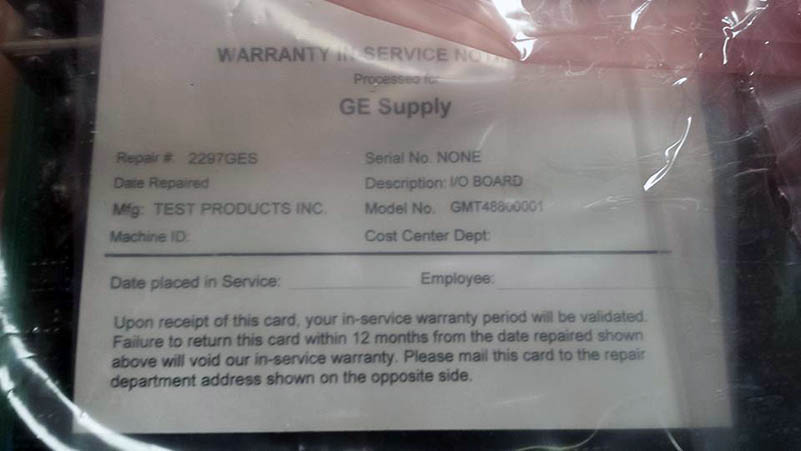 WARRANTY IN-SERVICE
Processed for
GE Supply
Repair #: 2297GES Serial No. NONE
Date Repaired Description: I/O BOARD
Mfg: TEST PRODUCTS INC. Model No.
Machine ID: Cost Center Dept:
Date placed in Service: Employee:
Upon receipt of this card, your in-service warranty period will be validated.
Failure to return this card within 12 months from the date repaired shown
above will void our in-service warranty. Please mail this card to the repair
department address shown on the opposite side.